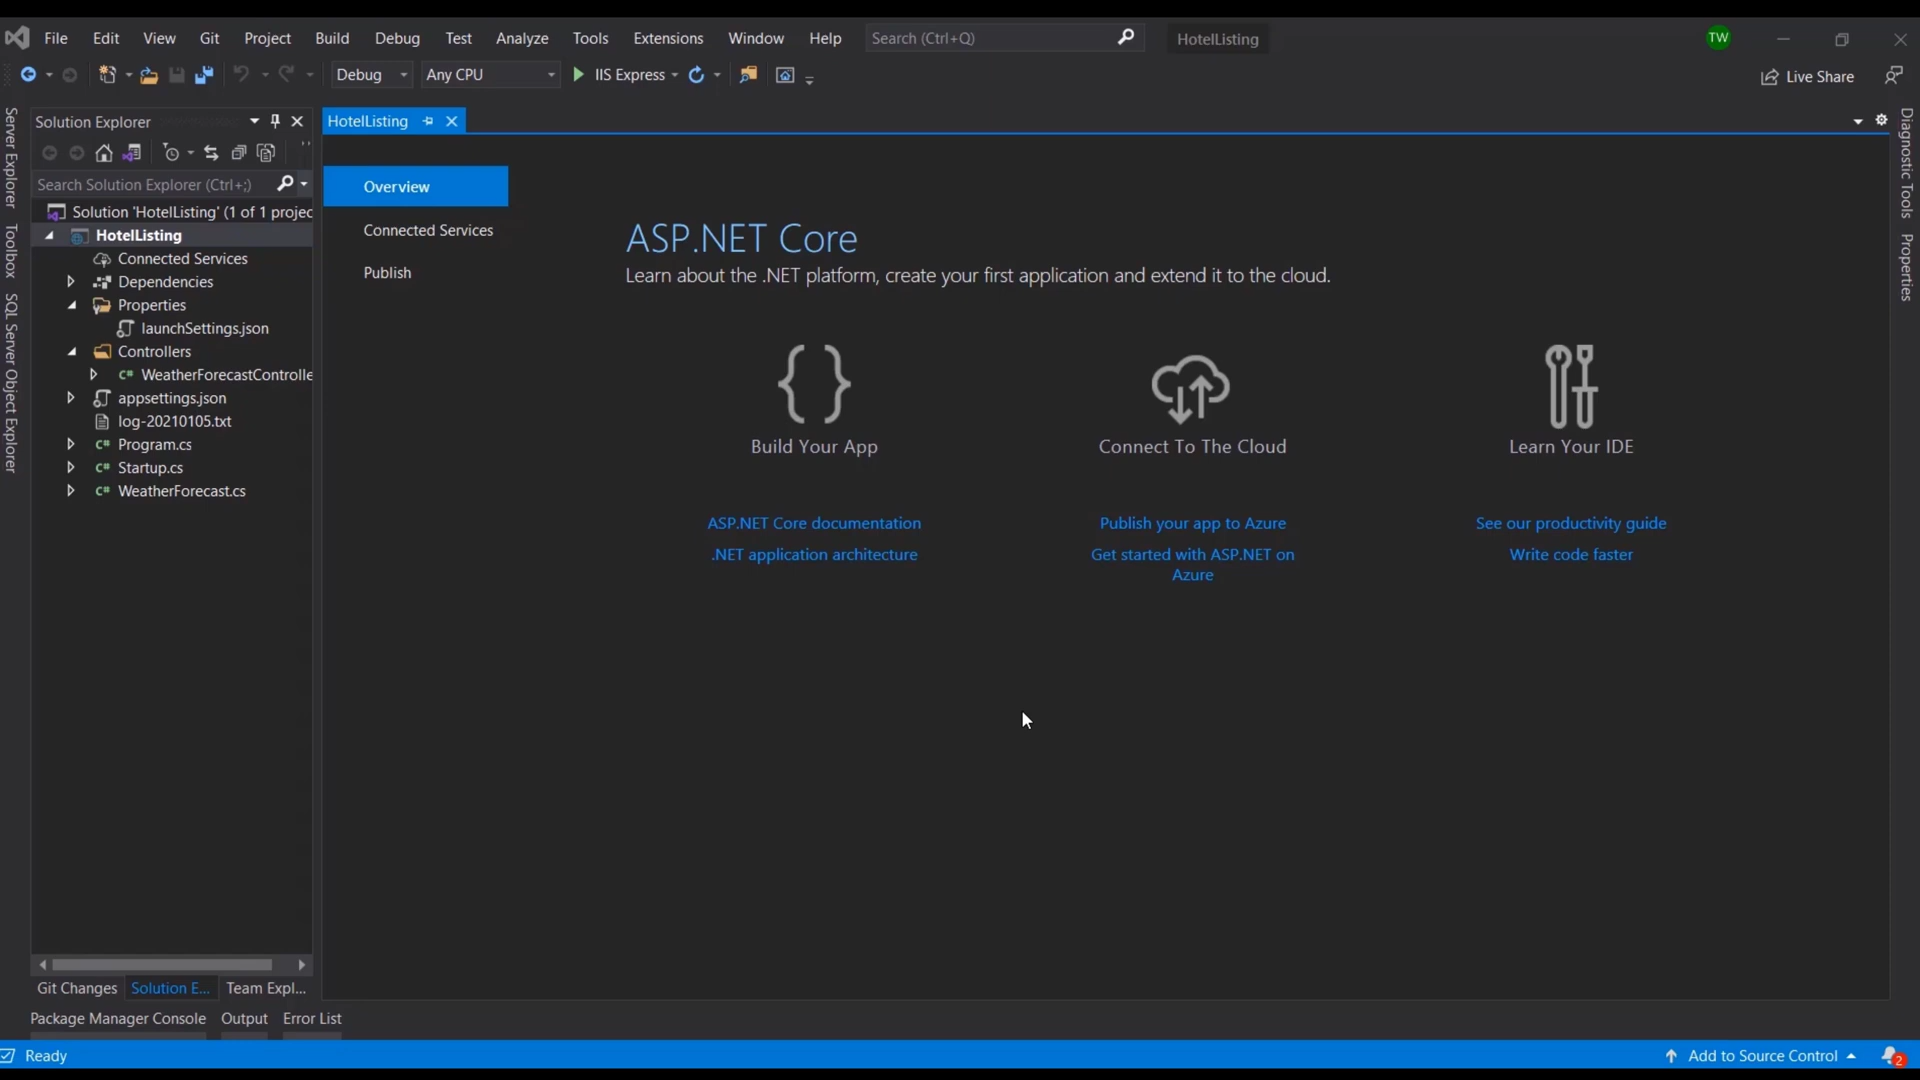 File Edit View Git Project Build Debug Test Analyze Tools Extensions Window Help Search (Ctrl+Q) HotelListing TW
Debug Any CPU IIS Express Live Share
Server Explorer
Toolbox
SQL Server Object Explorer
Solution Explorer
Search Solution Explorer (Ctrl+;)
Solution 'HotelListing' (1 of 1 projec
HotelListing
Connected Services
Dependencies
Properties
launchSettings.json
Controllers
C# WeatherForecastControlle
appsettings.json
log-20210105.txt
C# Program.cs
C# Startup.cs
C# WeatherForecast.cs
Git Changes Solution E... Team Expl...
HotelListing
Overview
Connected Services
Publish
ASP.NET Core
Learn about the .NET platform, create your first application and extend it to the cloud.
Build Your App
ASP.NET Core documentation
.NET application architecture
Connect To The Cloud
Publish your app to Azure
Get started with ASP.NET on
Azure
Learn Your IDE
See our productivity guide
Write code faster
Diagnostic Tools
Properties
Package Manager Console Output Error List
Ready Add to Source Control 2